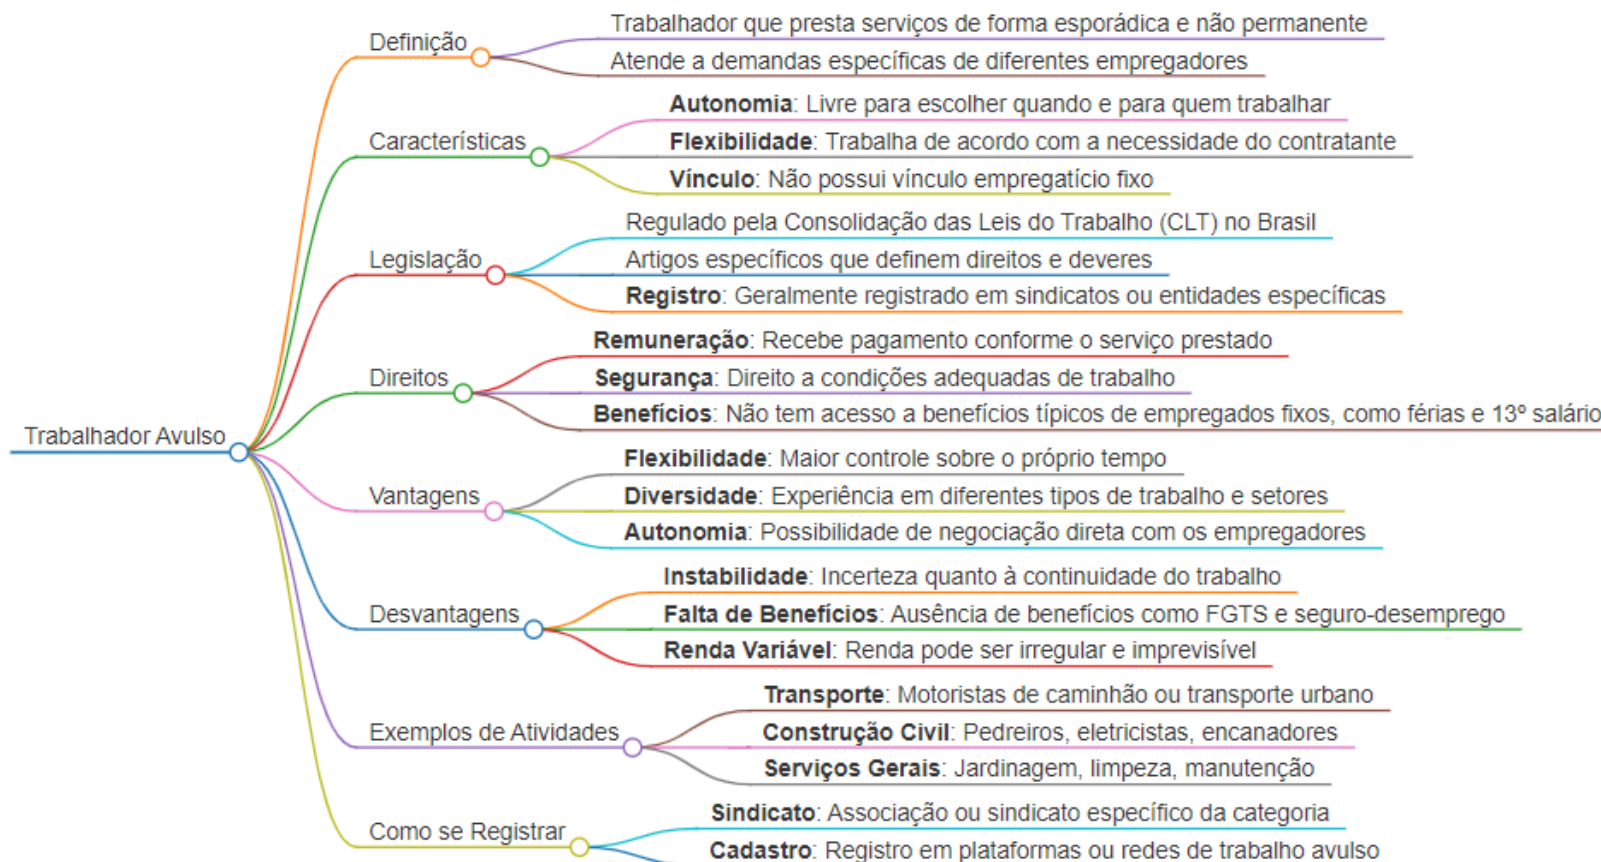 Trabalhador Avulso
Definição
Trabalhador que presta serviços de forma esporádica e não permanente
Atende a demandas específicas de diferentes empregadores
Características
Autonomia: Livre para escolher quando e para quem trabalhar
Flexibilidade: Trabalha de acordo com a necessidade do contratante
Vínculo: Não possui vínculo empregatício fixo
Legislação
Regulado pela Consolidação das Leis do Trabalho (CLT) no Brasil
Artigos específicos que definem direitos e deveres
Registro: Geralmente registrado em sindicatos ou entidades específicas
Direitos
Remuneração: Recebe pagamento conforme o serviço prestado
Segurança: Direito a condições adequadas de trabalho
Benefícios: Não tem acesso a benefícios típicos de empregados fixos, como férias e 13º salário
Vantagens
Flexibilidade: Maior controle sobre o próprio tempo
Diversidade: Experiência em diferentes tipos de trabalho e setores
Autonomia: Possibilidade de negociação direta com os empregadores
Desvantagens
Instabilidade: Incerteza quanto à continuidade do trabalho
Falta de Benefícios: Ausência de benefícios como FGTS e seguro-desemprego
Renda Variável: Renda pode ser irregular e imprevisível
Exemplos de Atividades
Transporte: Motoristas de caminhão ou transporte urbano
Construção Civil: Pedreiros, eletricistas, encanadores
Serviços Gerais: Jardinagem, limpeza, manutenção
Como se Registrar
Sindicato: Associação ou sindicato específico da categoria
Cadastro: Registro em plataformas ou redes de trabalho avulso